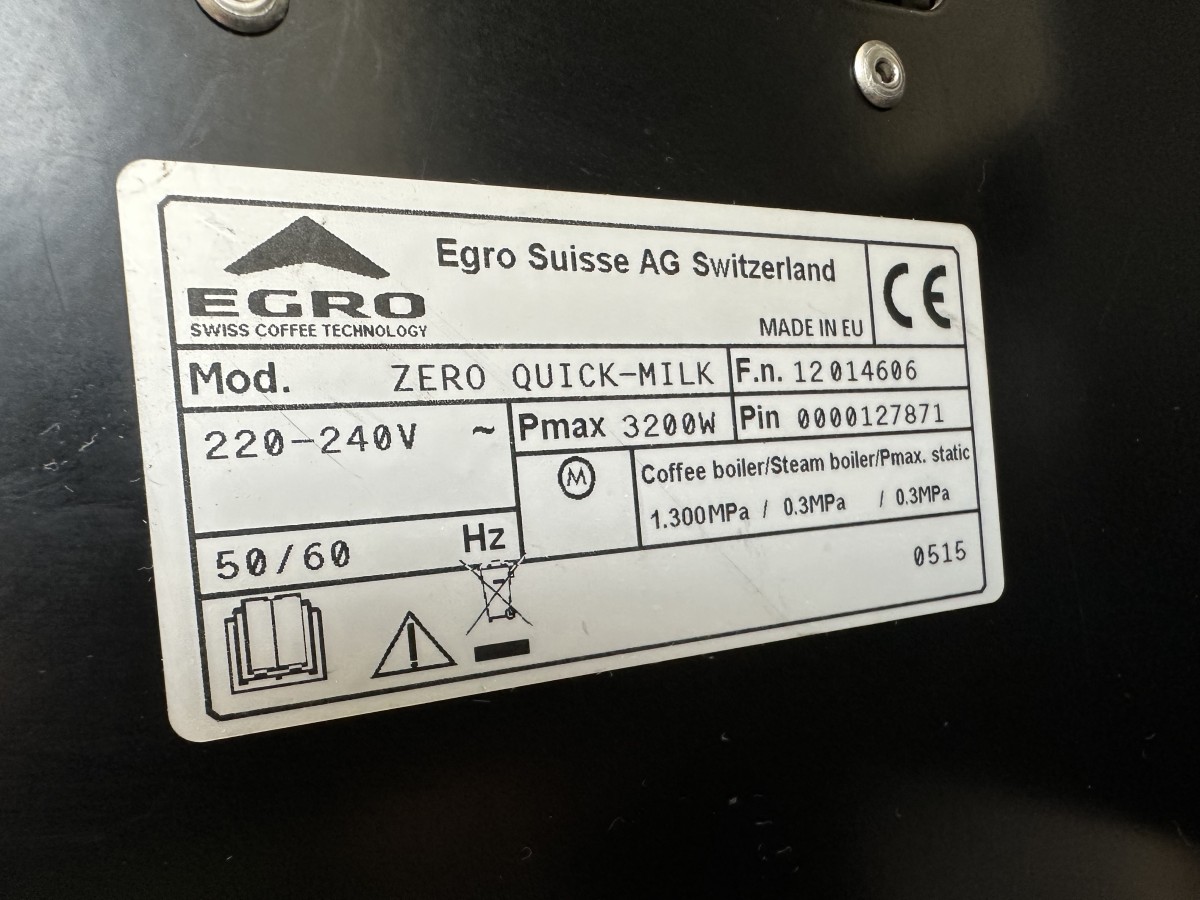 EGRO
SWISS COFFEE TECHNOLOGY
Egro Suisse AG Switzerland
MADE IN EU
CE
Mod. ZERO QUICK-MILK
F.n. 12 014606
220-240V ~
Pmax 3200W
Pin 0000127871
M
Coffee boiler/Steam boiler/Pmax. static
1.300MPa / 0.3MPa / 0.3MPa
50/60 Hz
0515